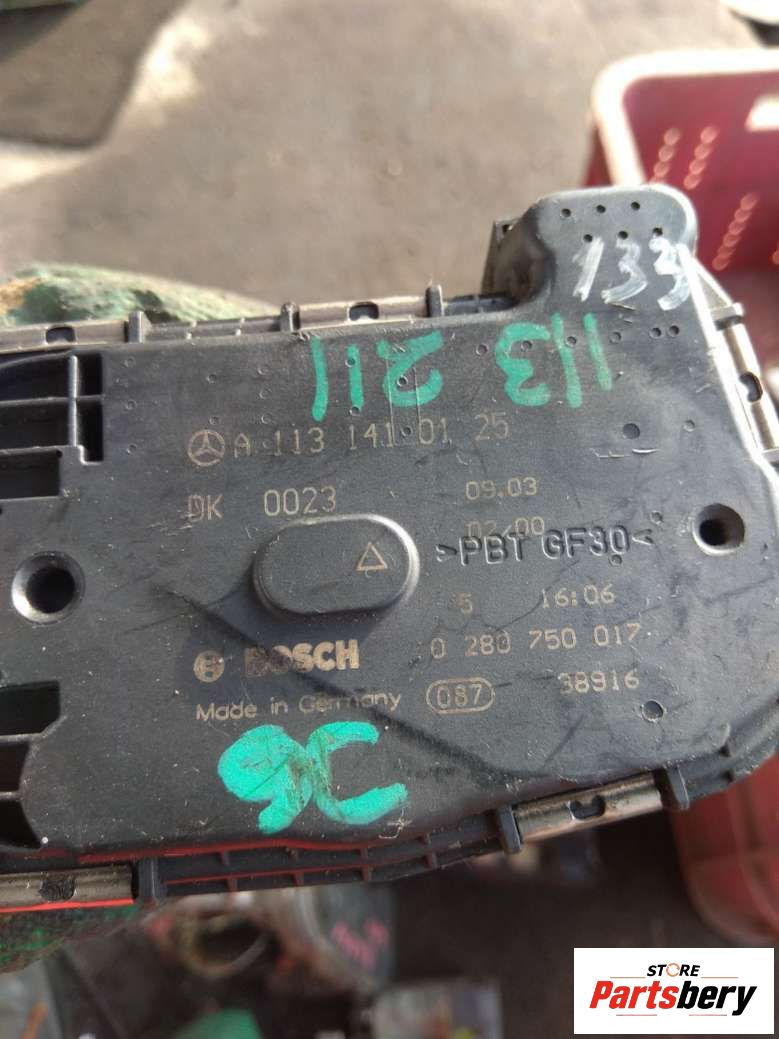 133
113 211
A 113 141 01 25
DK 0023 09.03
02.00
>PBT GF30<
5 16:06
BOSCH 0 280 750 017
Made in Germany 087 38916
STORE
Partsbery